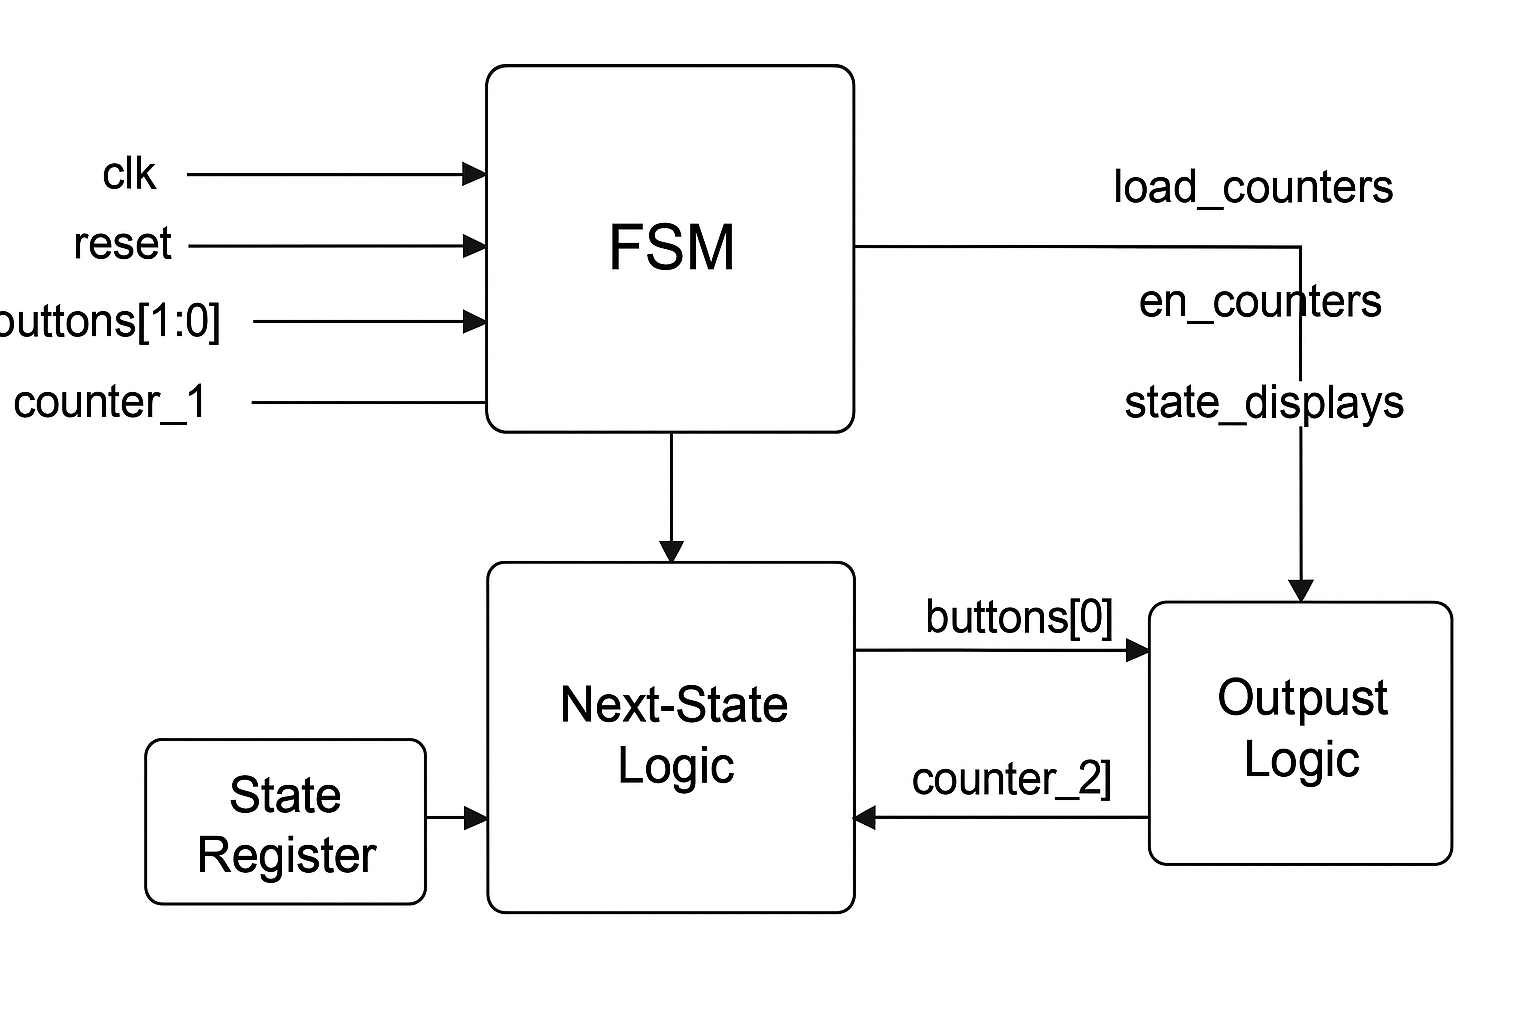 clk
reset
buttons[1:0]
counter_1
FSM
load_counters
en_counters
state_displays
Next-State
Logic
buttons[0]
counter_2]
State
Register
Outpust
Logic